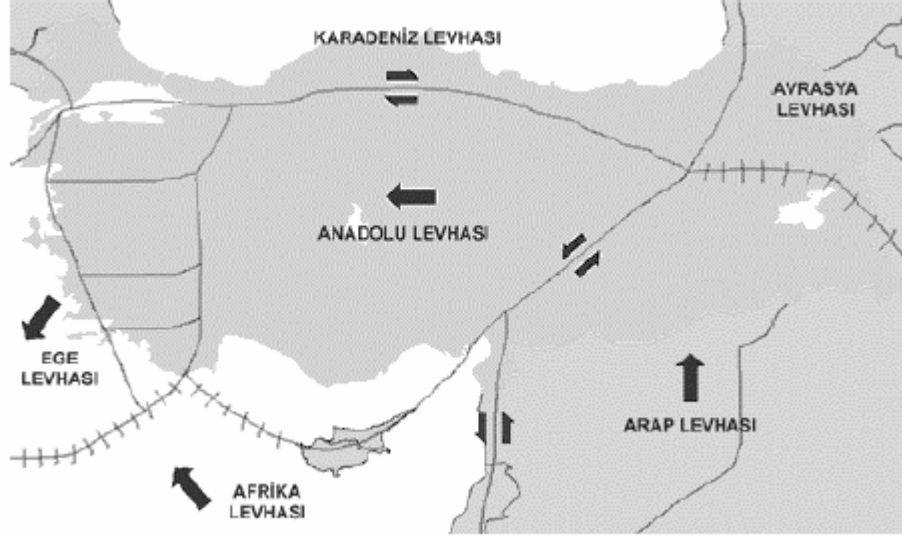 KARADENİZ LEVHASI
AVRASYA
LEVHASI
ANADOLU LEVHASI
EGE
LEVHASI
ARAP LEVHASI
AFRİKA
LEVHASI